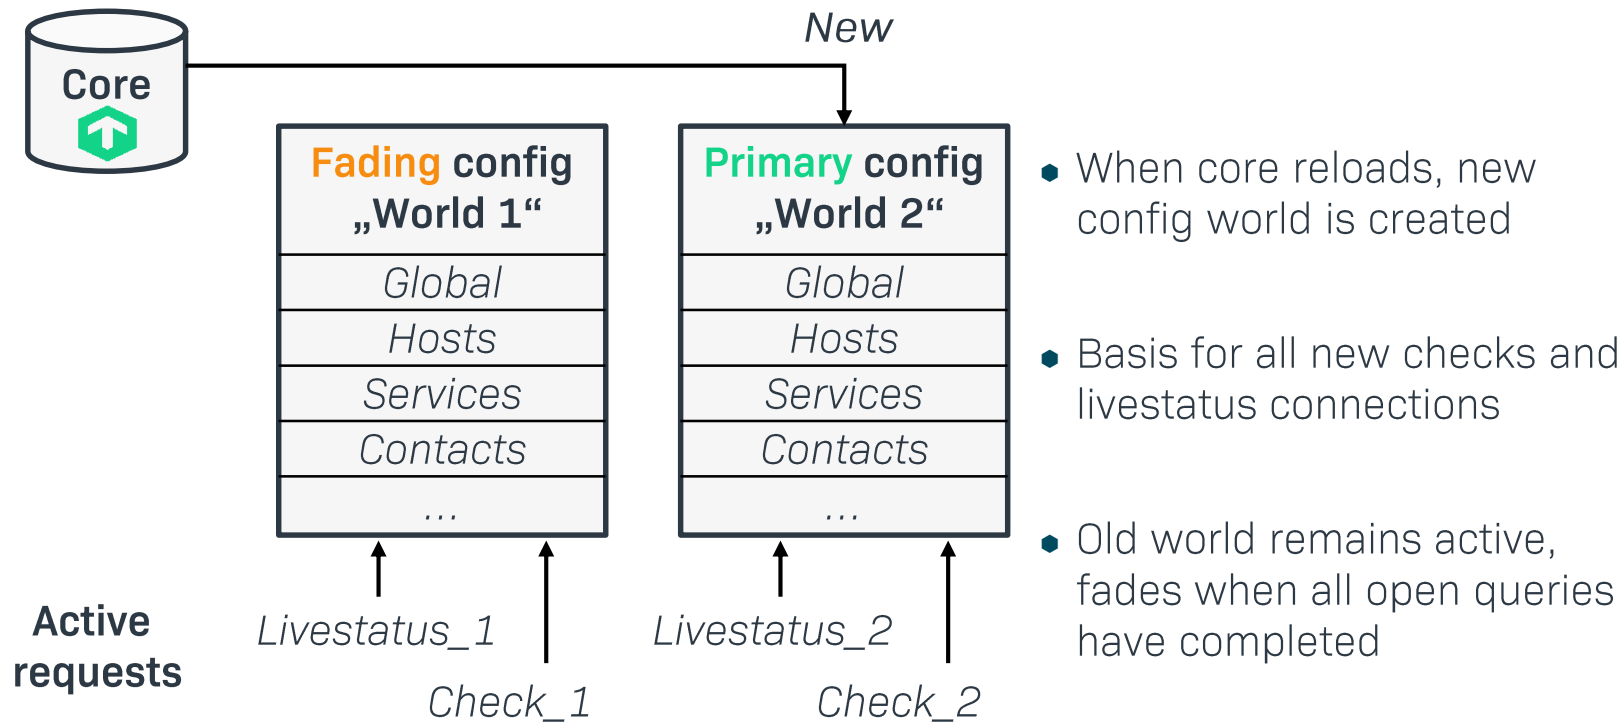 New
Core
Fading config
„World 1“
Global
Hosts
Services
Contacts
...
Primary config
„World 2“
Global
Hosts
Services
Contacts
...
When core reloads, new
config world is created
Basis for all new checks and
livestatus connections
Old world remains active,
fades when all open queries
have completed
Active
requests
Livestatus_1
Check_1
Livestatus_2
Check_2